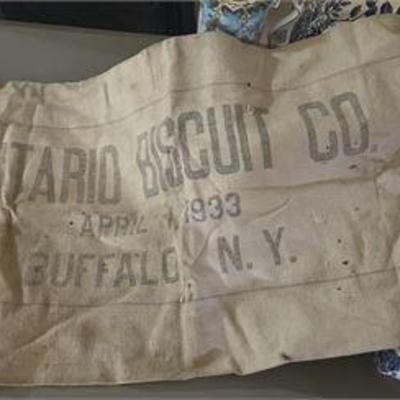 TARIO BISCUIT CO.
APRIL 1933
BUFFALO, N.Y.